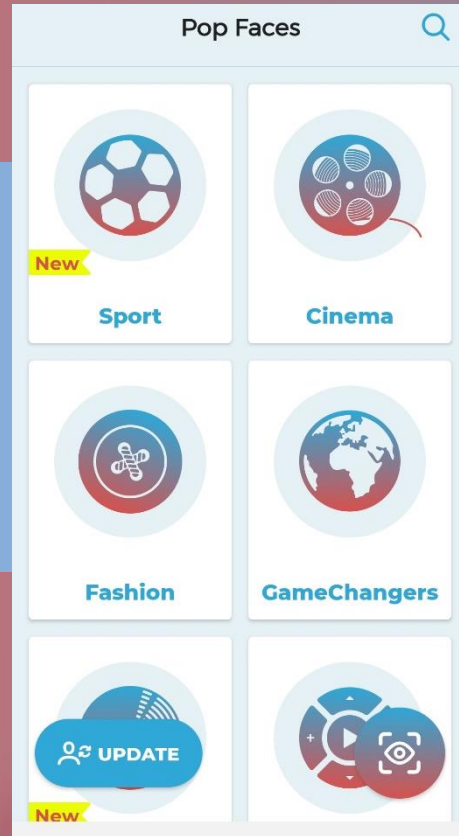 Pop Faces
New
Sport
Cinema
Fashion
GameChangers
UPDATE
New